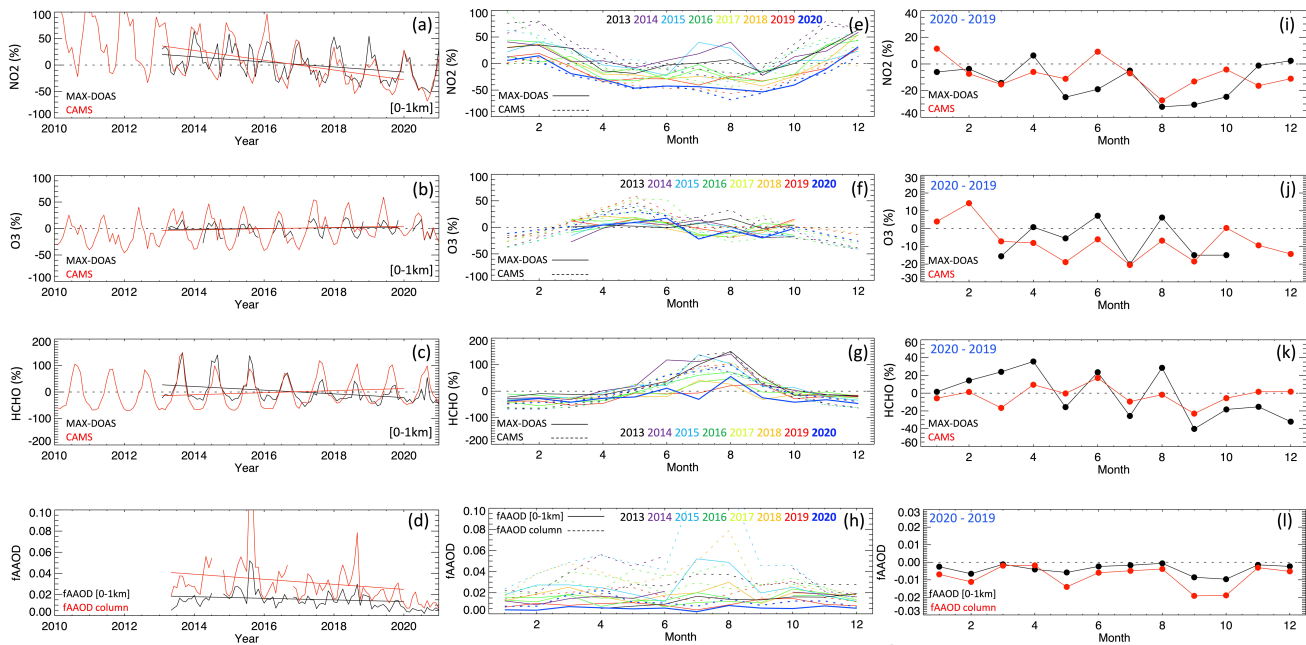 (a)
100
50
0
-50
-100
NO2 (%)
MAX-DOAS
CAMS
[0-1km]
2010 2012 2014 2016 2018 2020
Year
2013 2014 2015 2016 2017 2018 2019 2020
(e)
100
50
0
-50
-100
NO2 (%)
MAX-DOAS
CAMS
2 4 6 8 10 12
Month
2020 - 2019
(i)
40
20
0
-20
-40
NO2 (%)
MAX-DOAS
CAMS
2 4 6 8 10 12
Month
(b)
100
50
0
-50
-100
O3 (%)
MAX-DOAS
CAMS
[0-1km]
2010 2012 2014 2016 2018 2020
Year
2013 2014 2015 2016 2017 2018 2019 2020
(f)
100
50
0
-50
-100
O3 (%)
MAX-DOAS
CAMS
2 4 6 8 10 12
Month
2020 - 2019
(j)
30
20
10
0
-10
-20
-30
O3 (%)
MAX-DOAS
CAMS
2 4 6 8 10 12
Month
(c)
200
100
0
-100
-200
HCHO (%)
MAX-DOAS
CAMS
[0-1km]
2010 2012 2014 2016 2018 2020
Year
(g)
200
100
0
-100
-200
HCHO (%)
MAX-DOAS
CAMS
2013 2014 2015 2016 2017 2018 2019 2020
2 4 6 8 10 12
Month
2020 - 2019
(k)
60
40
20
0
-20
-40
-60
HCHO (%)
MAX-DOAS
CAMS
2 4 6 8 10 12
Month
(d)
0.10
0.08
0.06
0.04
0.02
0.00
fAAOD
fAAOD [0-1km]
fAAOD column
2010 2012 2014 2016 2018 2020
Year
fAAOD [0-1km]
fAAOD column
2013 2014 2015 2016 2017 2018 2019 2020
(h)
0.10
0.08
0.06
0.04
0.02
0.00
fAAOD
2 4 6 8 10 12
Month
2020 - 2019
(l)
0.03
0.02
0.01
0.00
-0.01
-0.02
-0.03
fAAOD
fAAOD [0-1km]
fAAOD column
2 4 6 8 10 12
Month